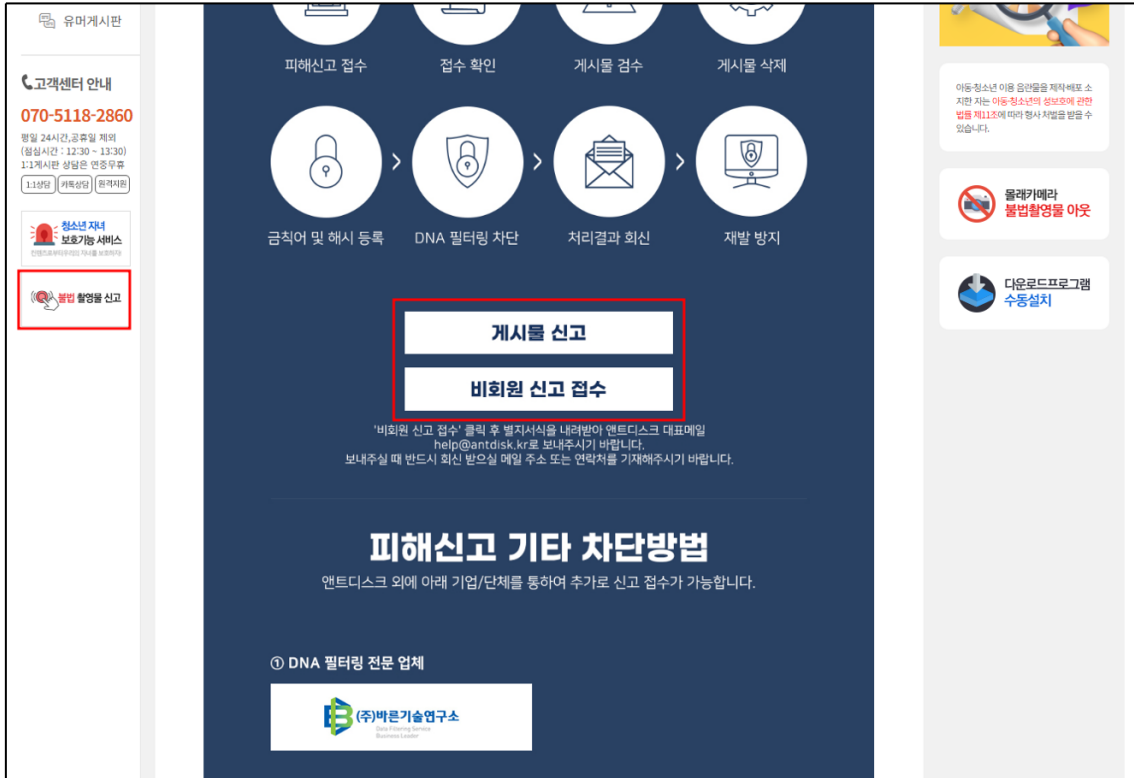 유머게시판
고객센터 안내
070-5118-2860
평일 24시간,공휴일 제외
(점심시간 : 12:30 ~ 13:30)
1:1게시판 상담은 연중무휴
1:1상담 카톡상담 원격지원
청소년 자녀
보호기능 서비스
불법 촬영물 신고
피해신고 접수 접수 확인 게시물 검수 게시물 삭제
금칙어 및 해시 등록 DNA 필터링 차단 처리결과 회신 재발 방지
게시물 신고
비회원 신고 접수
'비회원 신고 접수' 클릭 후 별지서식을 내려받아 앤트디스크 대표메일
help@antdisk.kr로 보내주시기 바랍니다.
보내주실 때 반드시 회신 받으실 메일 주소 또는 연락처를 기재해주시기 바랍니다.
피해신고 기타 차단방법
앤트디스크 외에 아래 기업/단체를 통하여 추가로 신고 접수가 가능합니다.
① DNA 필터링 전문 업체
(주)바른기술연구소
Data Filtering Service
Business Leader
아동·청소년 이용 음란물을 제작·배포 소
지한 자는 아동·청소년의 성보호에 관한
법률 제11조에 따라 형사 처벌을 받을 수
있습니다.
몰래카메라
불법촬영물 아웃
다운로드프로그램
수동설치